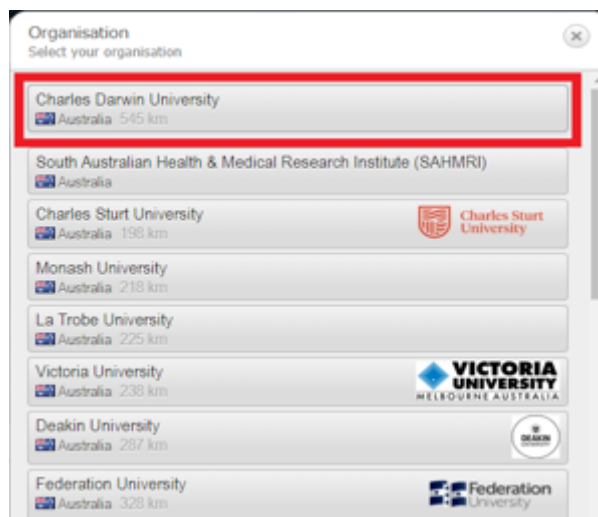 Organisation
Select your organisation
Charles Darwin University
Australia 545 km
South Australian Health & Medical Research Institute (SAHMRI)
Australia
Charles Sturt University
Australia 198 km
Charles Sturt
University
Monash University
Australia 218 km
La Trobe University
Australia 225 km
Victoria University
Australia 238 km
VICTORIA
UNIVERSITY
MELBOURNE AUSTRALIA
Deakin University
Australia 287 km
DEAKIN
Federation University
Australia 328 km
Federation
University